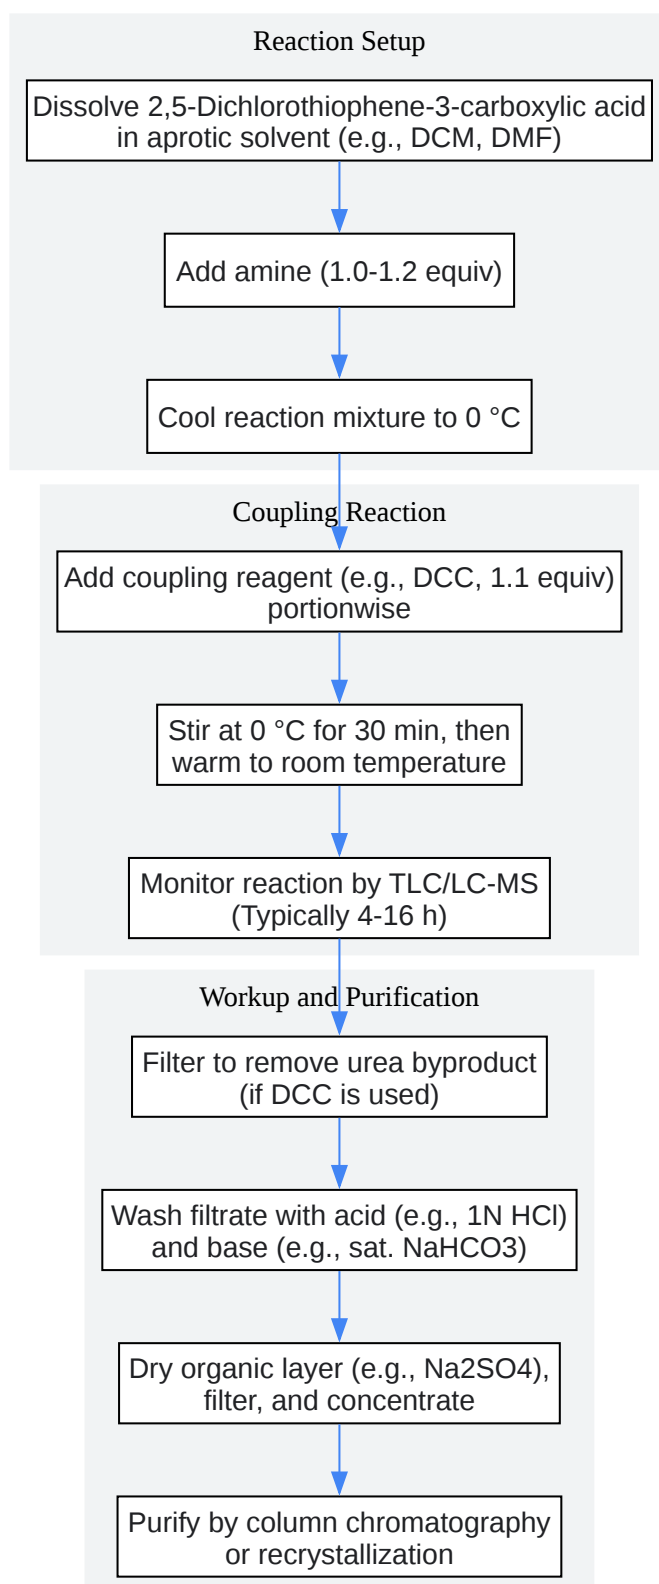 Reaction Setup
Dissolve 2,5-Dichlorothiophene-3-carboxylic acid
in aprotic solvent (e.g., DCM, DMF)
Add amine (1.0-1.2 equiv)
Cool reaction mixture to 0 °C
Coupling Reaction
Add coupling reagent (e.g., DCC, 1.1 equiv)
portionwise
Stir at 0 °C for 30 min, then
warm to room temperature
Monitor reaction by TLC/LC-MS
(Typically 4-16 h)
Workup and Purification
Filter to remove urea byproduct
(if DCC is used)
Wash filtrate with acid (e.g., 1N HCl)
and base (e.g., sat. NaHCO3)
Dry organic layer (e.g., Na2SO4),
filter, and concentrate
Purify by column chromatography
or recrystallization